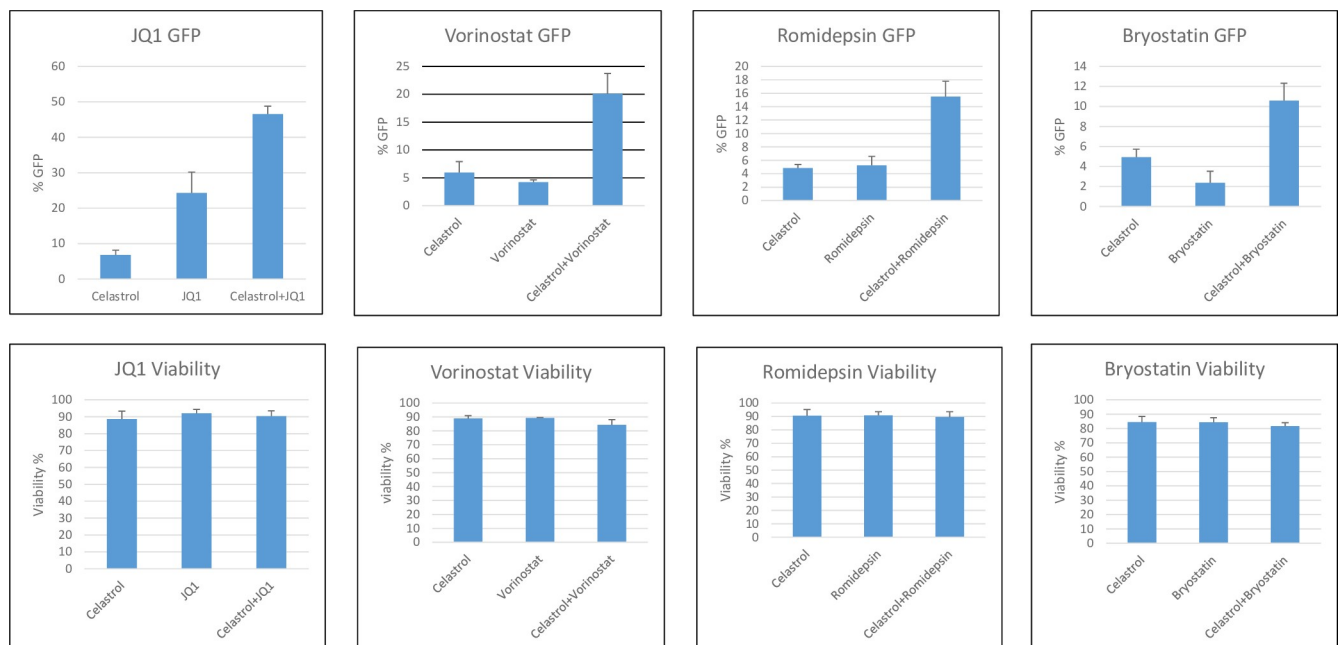 JQ1 GFP
60
50
40
30
20
10
0
% GFP
Celastrol
JQ1
Celastrol+JQ1
Vorinostat GFP
25
20
15
10
5
0
% GFP
Celastrol
Vorinostat
Celastrol+Vorinostat
Romidepsin GFP
20
18
16
14
12
10
8
6
4
2
0
% GFP
Celastrol
Romidepsin
Celastrol+Romidepsin
Bryostatin GFP
14
12
10
8
6
4
2
0
% GFP
Celastrol
Bryostatin
Celastrol+Bryostatin
JQ1 Viability
100
90
80
90
60
50
40
30
20
10
0
Viability %
Celastrol
JQ1
Celastrol+JQ1
Vorinostat Viability
100
90
80
90
60
50
40
30
20
10
0
viability %
Celastrol
Vorinostat
Celastrol+Vorinostat
Romidepsin Viability
100
90
80
90
60
50
40
30
20
10
0
Viability %
Celastrol
Romidepsin
Celastrol+Romidepsin
Bryostatin Viability
100
90
80
90
60
50
40
30
20
10
0
Viability %
Celastrol
Bryostatin
Celastrol+Bryostatin